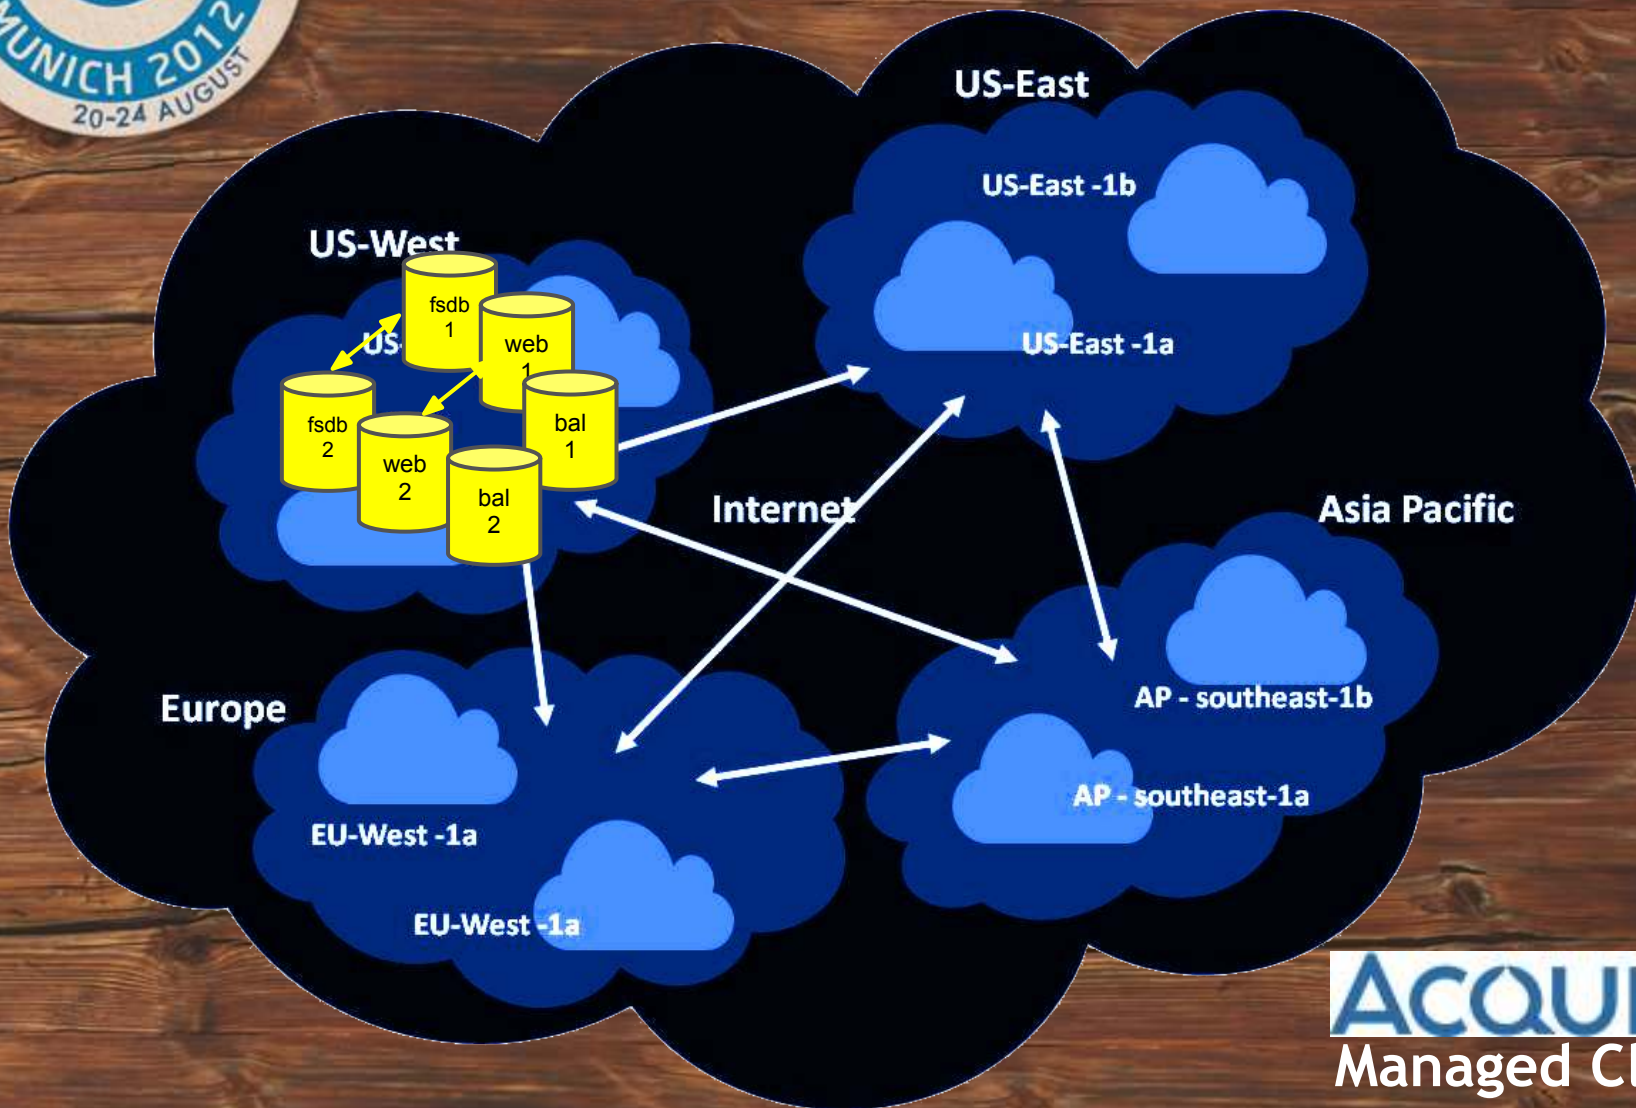 MUNICH 2012
20-24 AUGUST
US-East
US-East -1b
US-East -1a
US-West
US-
fsdb
1
web
1
fsdb
2
web
2
bal
1
bal
2
Internet
Asia Pacific
AP - southeast-1b
AP - southeast-1a
Europe
EU-West -1a
EU-West -1a
ACQUI
Managed Cl